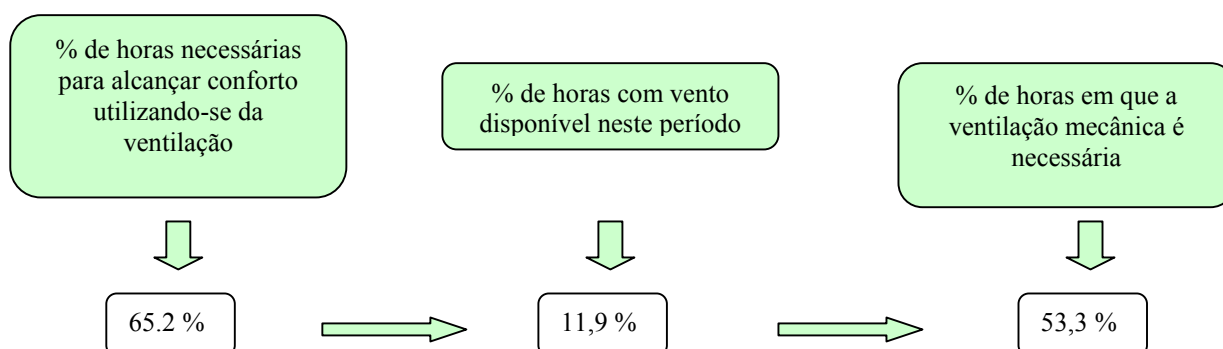 % de horas necessárias
para alcançar conforto
utilizando-se da
ventilação
% de horas com vento
disponível neste período
% de horas em que a
ventilação mecânica é
necessária
65.2 %
11,9 %
53,3 %